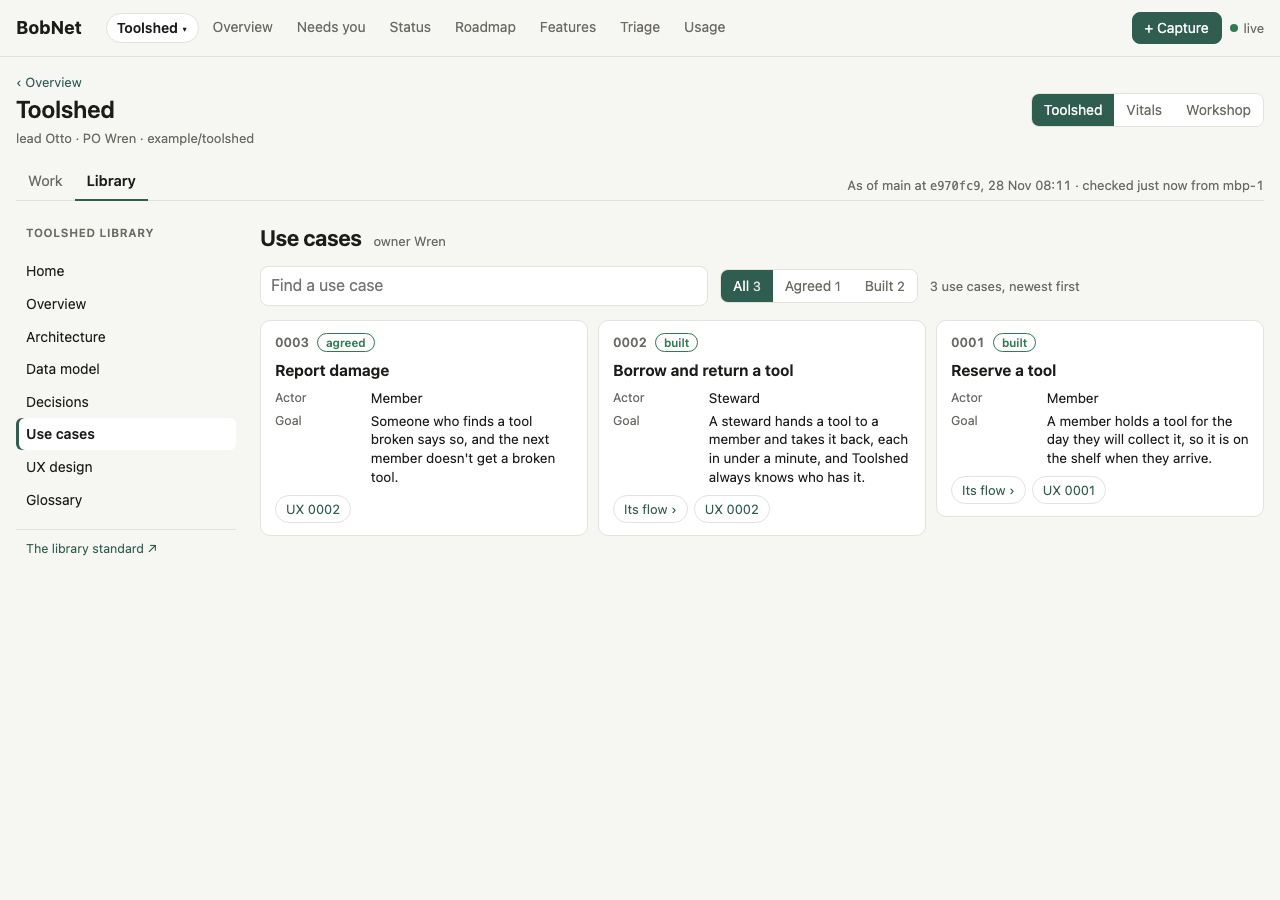 BobNet
Toolshed ▾
Overview
Needs you
Status
Roadmap
Features
Triage
Usage
+ Capture
live
‹ Overview
Toolshed
lead Otto · PO Wren · example/toolshed
Toolshed
Vitals
Workshop
Work
Library
As of main at e970fc9, 28 Nov 08:11 · checked just now from mbp-1
TOOLSHED LIBRARY
Home
Overview
Architecture
Data model
Decisions
Use cases
UX design
Glossary
The library standard ↗
Use cases
owner Wren
Find a use case
All 3
Agreed 1
Built 2
3 use cases, newest first
0003 agreed
Report damage
Actor Member
Goal Someone who finds a tool
broken says so, and the next
member doesn't get a broken
tool.
UX 0002
0002 built
Borrow and return a tool
Actor Steward
Goal A steward hands a tool to a
member and takes it back, each
in under a minute, and Toolshed
always knows who has it.
Its flow ›
UX 0002
0001 built
Reserve a tool
Actor Member
Goal A member holds a tool for the
day they will collect it, so it is on
the shelf when they arrive.
Its flow ›
UX 0001